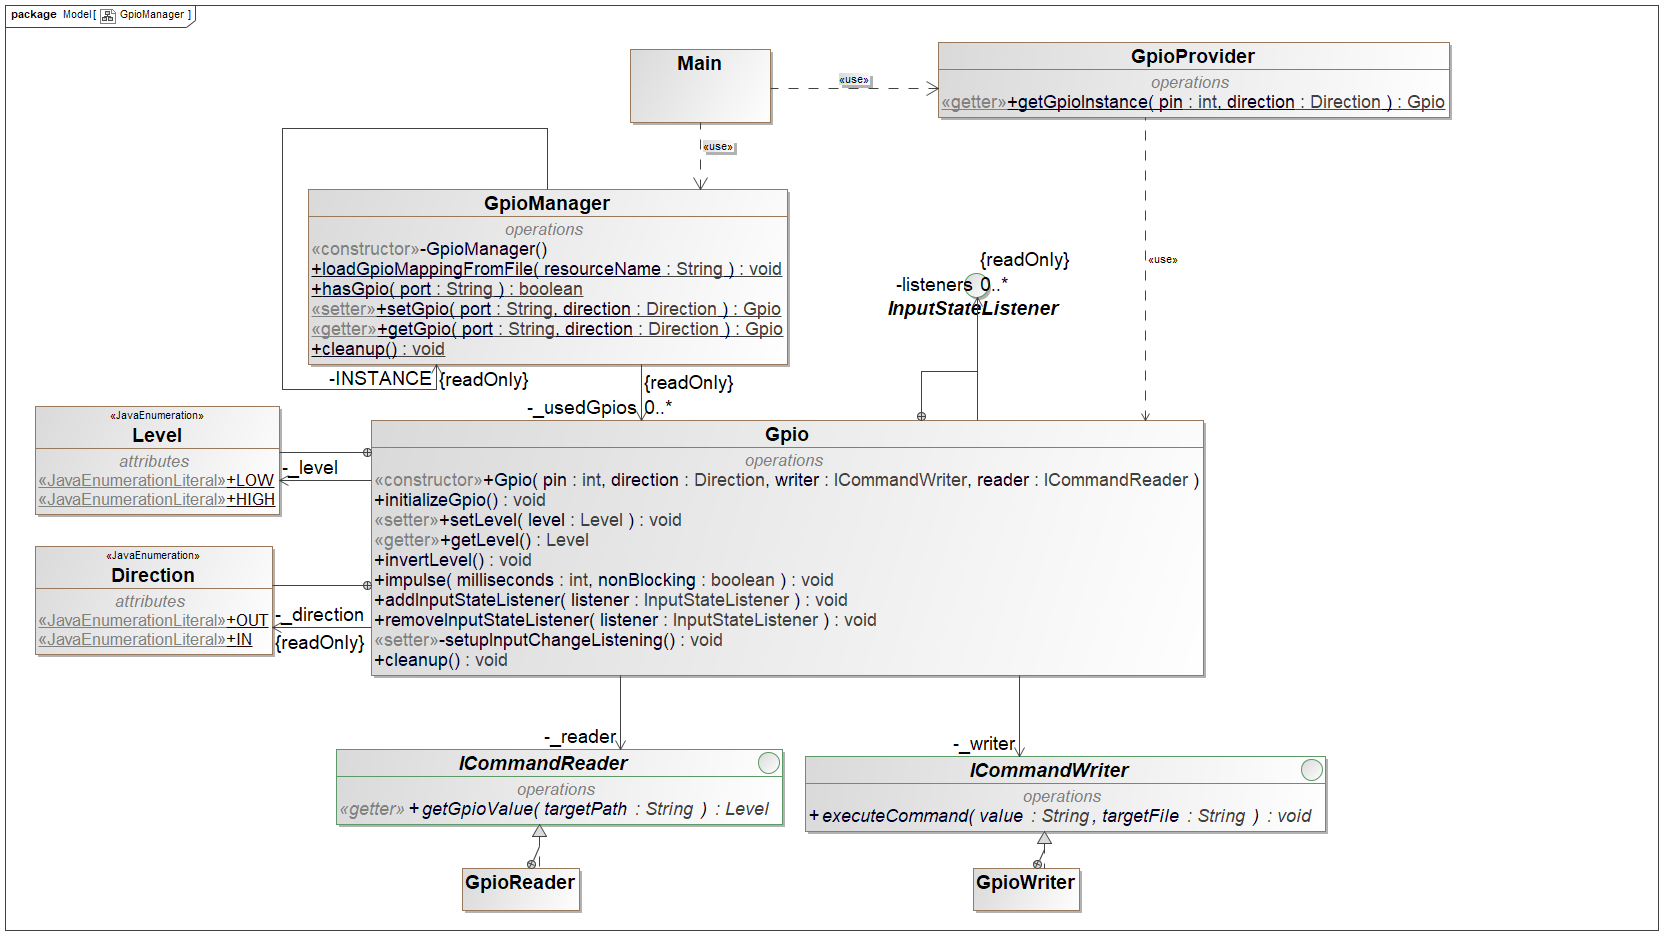 package Model[ GpioManager ]
Main
«use»
GpioProvider
operations
«getter»+getGpioInstance( pin : int, direction : Direction ) : Gpio
«use»
GpioManager
operations
«constructor»-GpioManager()
+loadGpioMappingFromFile( resourceName : String ) : void
+hasGpio( port : String ) : boolean
«setter»+setGpio( port : String, direction : Direction ) : Gpio
«getter»+getGpio( port : String, direction : Direction ) : Gpio
+cleanup() : void
{readOnly}
-listeners 0..*
InputStateListener
«use»
-INSTANCE {readOnly}
{readOnly}
-_usedGpios 0..*
«JavaEnumeration»
Level
attributes
«JavaEnumerationLiteral»+LOW
«JavaEnumerationLiteral»+HIGH
-_level
«JavaEnumeration»
Direction
attributes
«JavaEnumerationLiteral»+OUT
«JavaEnumerationLiteral»+IN
-_direction
{readOnly}
Gpio
operations
«constructor»+Gpio( pin : int, direction : Direction, writer : ICommandWriter, reader : ICommandReader )
+initializeGpio() : void
«setter»+setLevel( level : Level ) : void
«getter»+getLevel() : Level
+invertLevel() : void
+impulse( milliseconds : int, nonBlocking : boolean ) : void
+addInputStateListener( listener : InputStateListener ) : void
+removeInputStateListener( listener : InputStateListener ) : void
«setter»-setupInputChangeListening() : void
+cleanup() : void
-_reader
-_writer
ICommandReader
operations
«getter» +getGpioValue( targetPath : String ) : Level
ICommandWriter
operations
+executeCommand( value : String, targetFile : String ) : void
GpioReader
GpioWriter